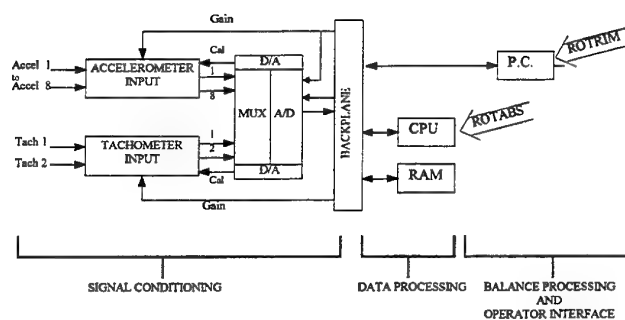 Gain
Accel 1
to
Accel 8
ACCELEROMETER
INPUT
Cal
1
8
D/A
MUX
A/D
D/A
Tach 1
Tach 2
TACHOMETER
INPUT
1
2
Cal
Gain
BACKPLANE
P.C.
ROTRIM
CPU
ROTABS
RAM
SIGNAL CONDITIONING
DATA PROCESSING
BALANCE PROCESSING
AND
OPERATOR INTERFACE